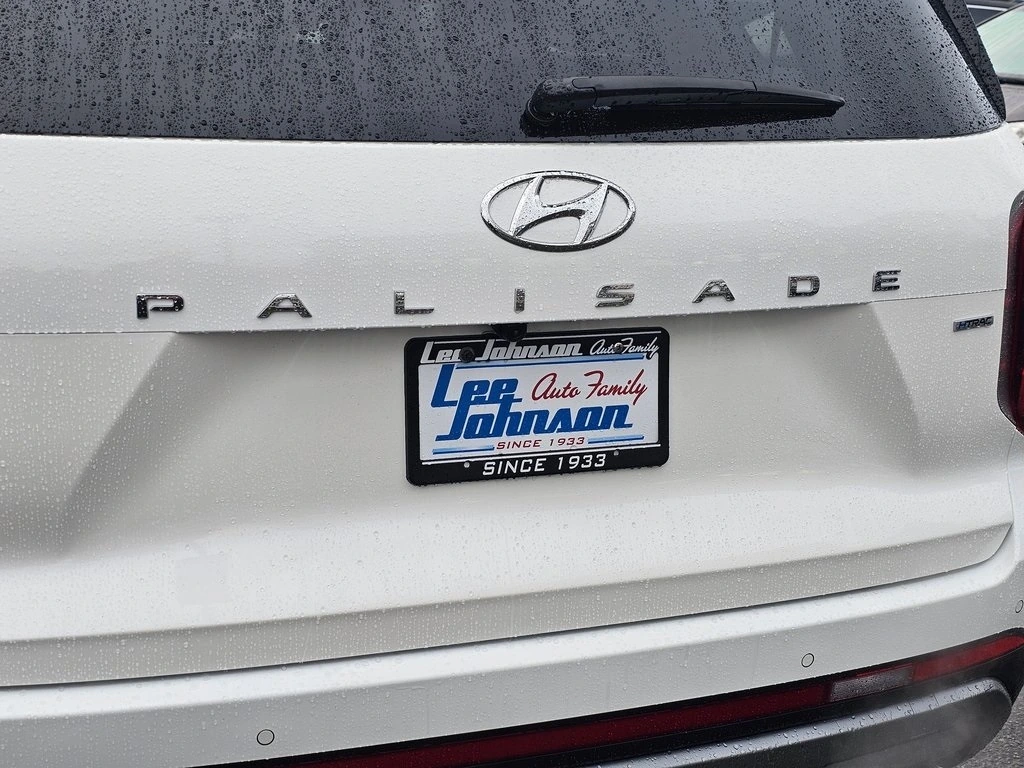 PALISADE
HTRAC
Lee Johnson Auto Family
Lee Auto Family
Johnson
SINCE 1933
SINCE 1933